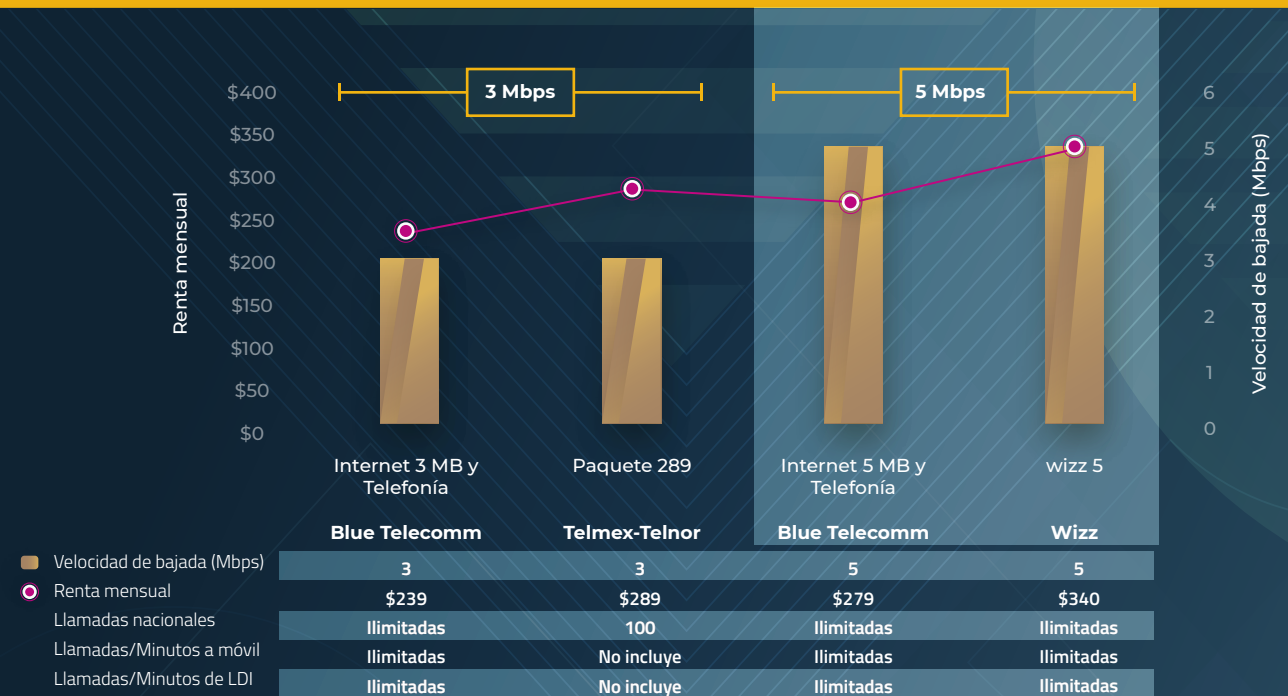 3 Mbps
5 Mbps
$400
$350
$300
$250
$200
$150
$100
$50
$0
Renta mensual
6
5
4
3
2
1
0
Velocidad de bajada (Mbps)
Internet 3 MB y
Telefonía
Paquete 289
Internet 5 MB y
Telefonía
wizz 5
Blue Telecomm
Telmex-Telnor
Blue Telecomm
Wizz
Velocidad de bajada (Mbps) 3 3 5 5
Renta mensual $239 $289 $279 $340
Llamadas nacionales Ilimitadas 100 Ilimitadas Ilimitadas
Llamadas/Minutos a móvil Ilimitadas No incluye Ilimitadas Ilimitadas
Llamadas/Minutos de LDI Ilimitadas No incluye Ilimitadas Ilimitadas